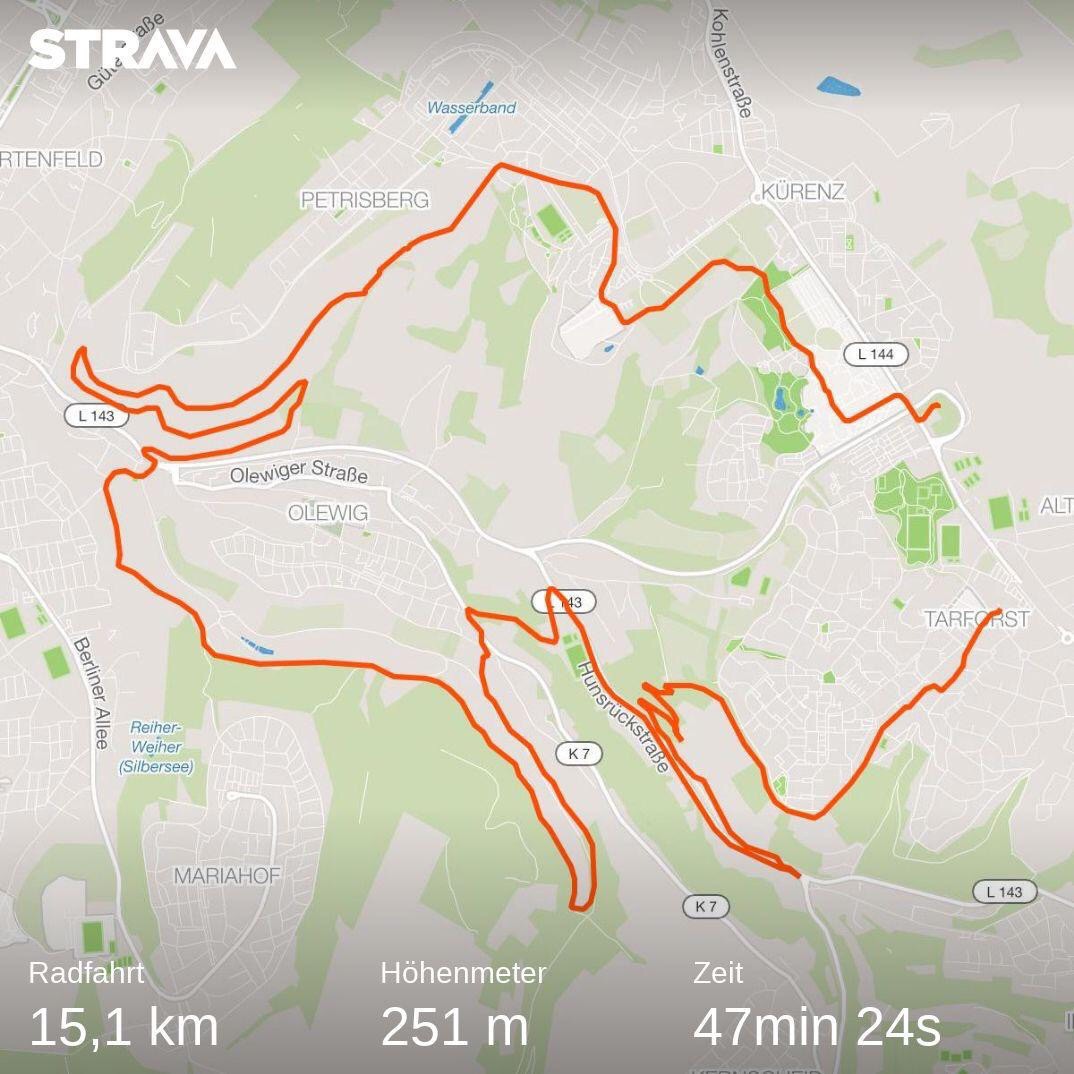 STRAVA
Kohlenstraße
Wasserband
RTENFELD
PETRISBERG
KÜRENZ
L 144
L 143
Olewiger Straße
OLEWIG
ALT
L 143
TARFORST
Berliner Allee
Hunsrückstraße
Reiher-
Weiher
(Silbersee)
K 7
MARIAHOF
L 143
K 7
Radfahrt
Höhenmeter
Zeit
15,1 km
251 m
47min 24s